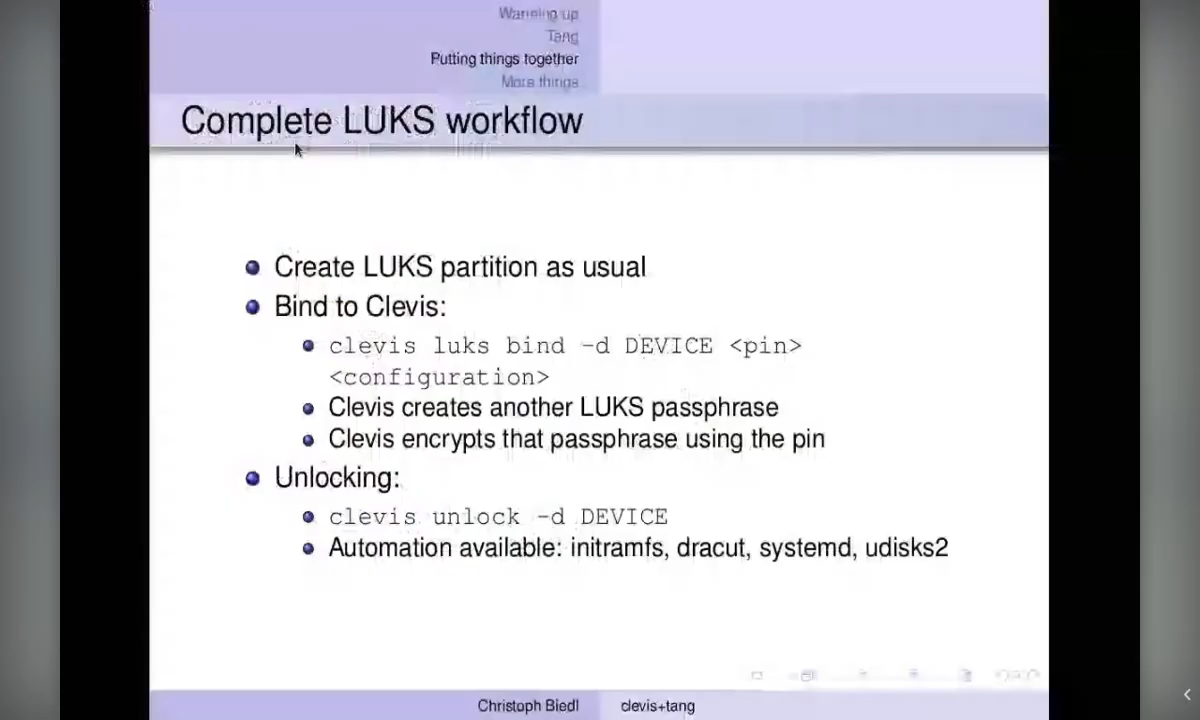 Warming up
Tang
Putting things together
More things
Complete LUKS workflow
Create LUKS partition as usual
Bind to Clevis:
clevis luks bind -d DEVICE <pin>
<configuration>
Clevis creates another LUKS passphrase
Clevis encrypts that passphrase using the pin
Unlocking:
clevis unlock -d DEVICE
Automation available: initramfs, dracut, systemd, udisks2
Christoph Biedl
clevis+tang